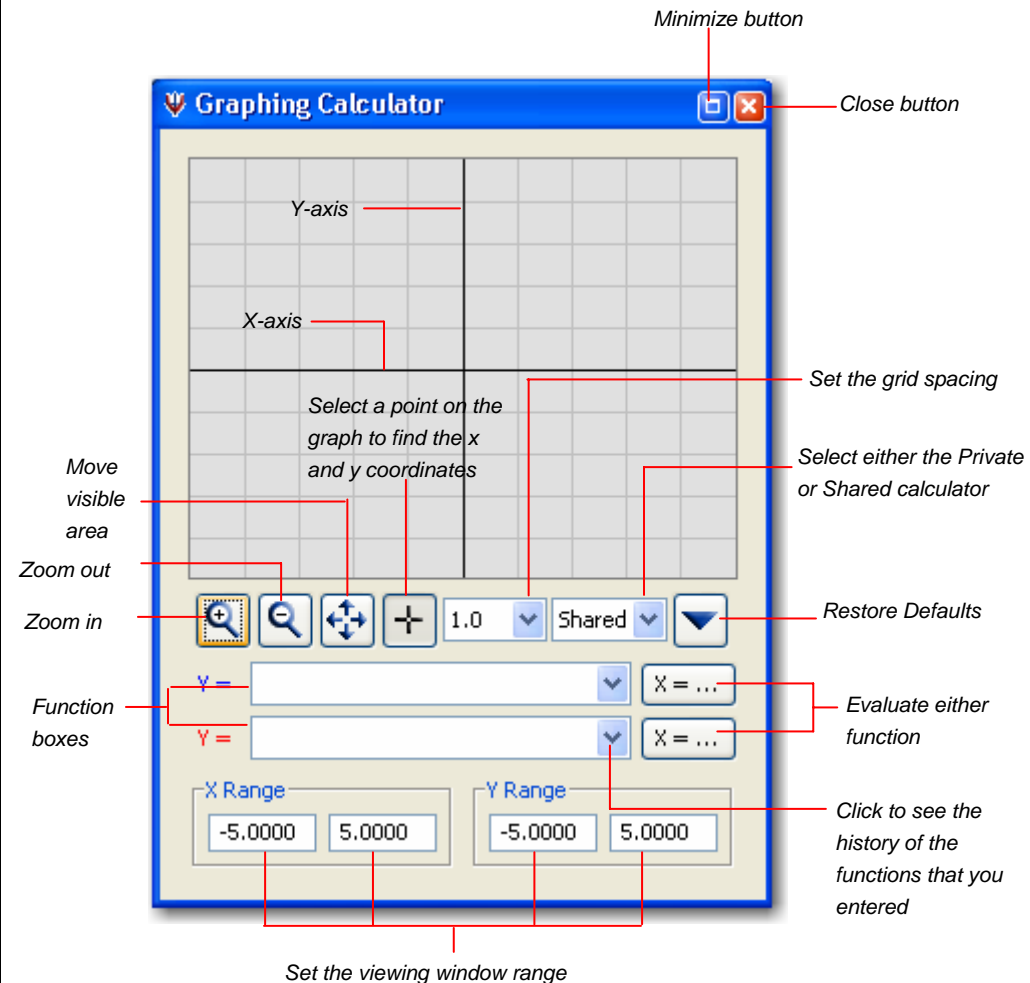 Minimize button
Graphing Calculator
Close button
Y-axis
X-axis
Set the grid spacing
Select a point on the
graph to find the x
and y coordinates
Select either the Private
or Shared calculator
Move
visible
area
Zoom out
Zoom in
1.0
Shared
Restore Defaults
Y =
X = ...
Function
boxes
Y =
X = ...
Evaluate either
function
X Range
-5.0000
5.0000
Y Range
-5.0000
5.0000
Click to see the
history of the
functions that you
entered
Set the viewing window range